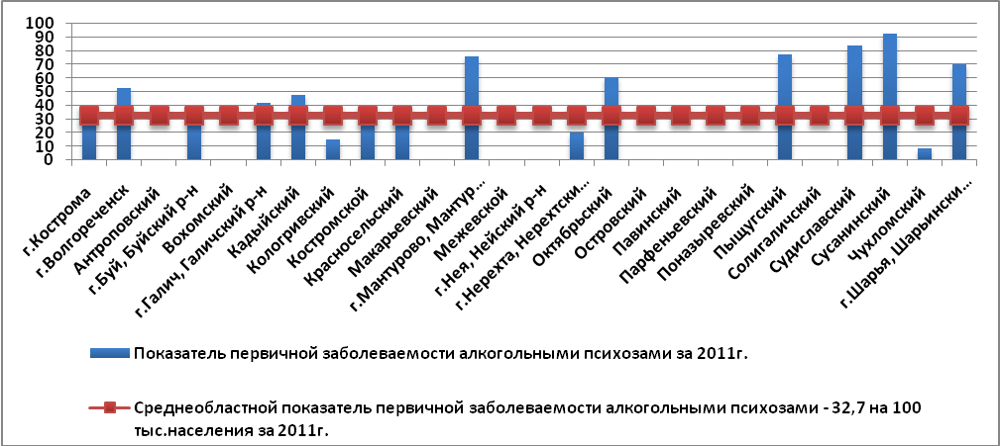 100
90
80
70
60
50
40
30
20
10
0
г.Кострома
г.Волгореченск
Антроповский
г.Буй, Буйский р-н
Вохомский
г.Галич, Галичский р-н
Кадыйский
Кологривский
Костромской
Красносельский
Макарьевский
г.Мантурово, Мантур...
Межевской
г.Нея, Нейский р-н
г.Нерехта, Нерехтски...
Октябрьский
Островский
Павинский
Парфеньевский
Поназыревский
Пыщугский
Солигаличский
Судиславский
Сусанинский
Чухломский
г.Шарья, Шарьински...
Показатель первичной заболеваемости алкогольными психозами за 2011г.
Среднеобластной показатель первичной заболеваемости алкогольными психозами - 32,7 на 100
тыс.населения за 2011г.